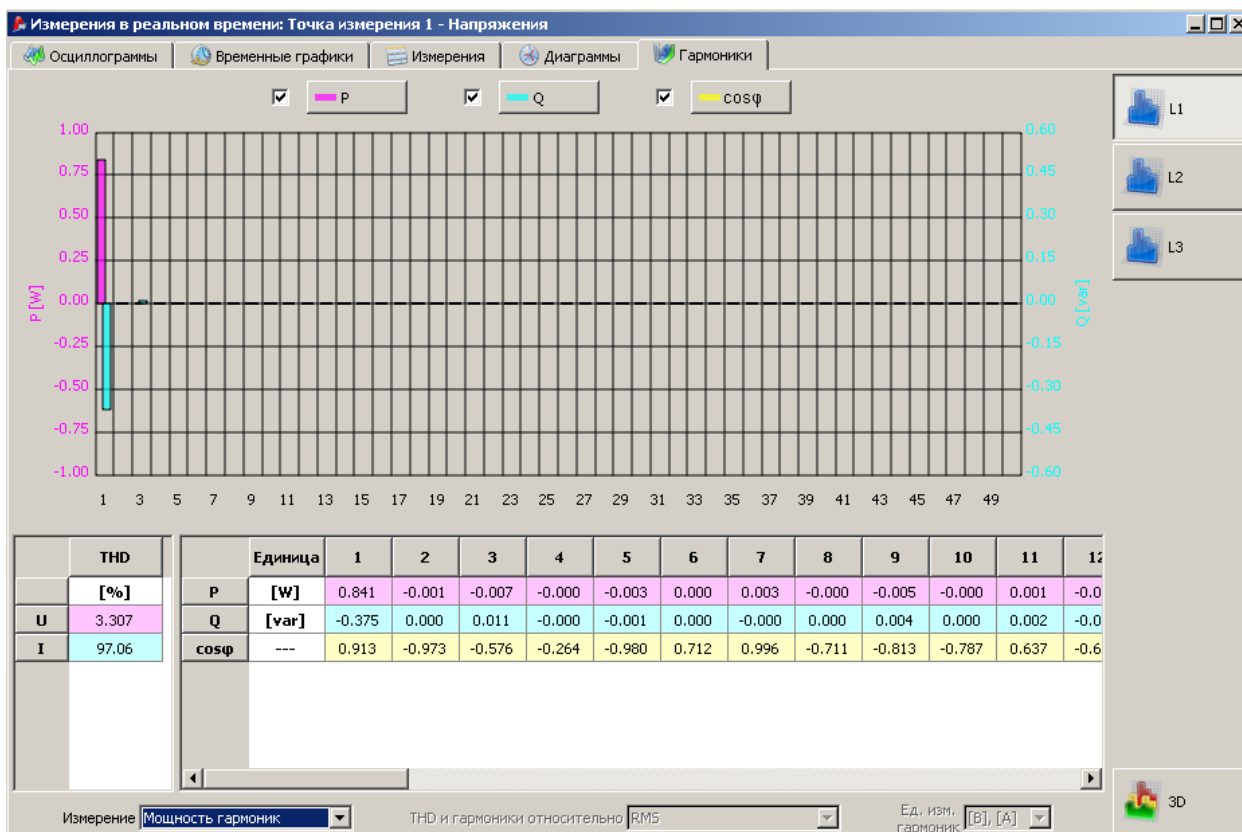 Измерения в реальном времени: Точка измерения 1 - Напряжения
Осциллограммы Временные графики Измерения Диаграммы Гармоники
P Q cosφ
L1
L2
L3
1.00 0.60
0.75 0.45
0.50 0.30
0.25 0.15
0.00 0.00
-0.25 -0.15
-0.50 -0.30
-0.75 -0.45
-1.00 -0.60
P [W]
Q [var]
1 3 5 7 9 11 13 15 17 19 21 23 25 27 29 31 33 35 37 39 41 43 45 47 49
THD
[%]
U 3.307
I 97.06
Единица 1 2 3 4 5 6 7 8 9 10 11 12
P [W] 0.841 -0.001 -0.007 -0.000 -0.003 0.000 0.003 -0.000 -0.005 -0.000 0.001 -0.0
Q [var] -0.375 0.000 0.011 -0.000 -0.001 0.000 -0.000 0.000 0.004 0.000 0.002 -0.0
cosφ --- 0.913 -0.973 -0.576 -0.264 -0.980 0.712 0.996 -0.711 -0.813 -0.787 0.637 -0.6
3D
Измерение Мощность гармоник THD и гармоники относительно RMS Ед. изм. гармоник [В], [А]